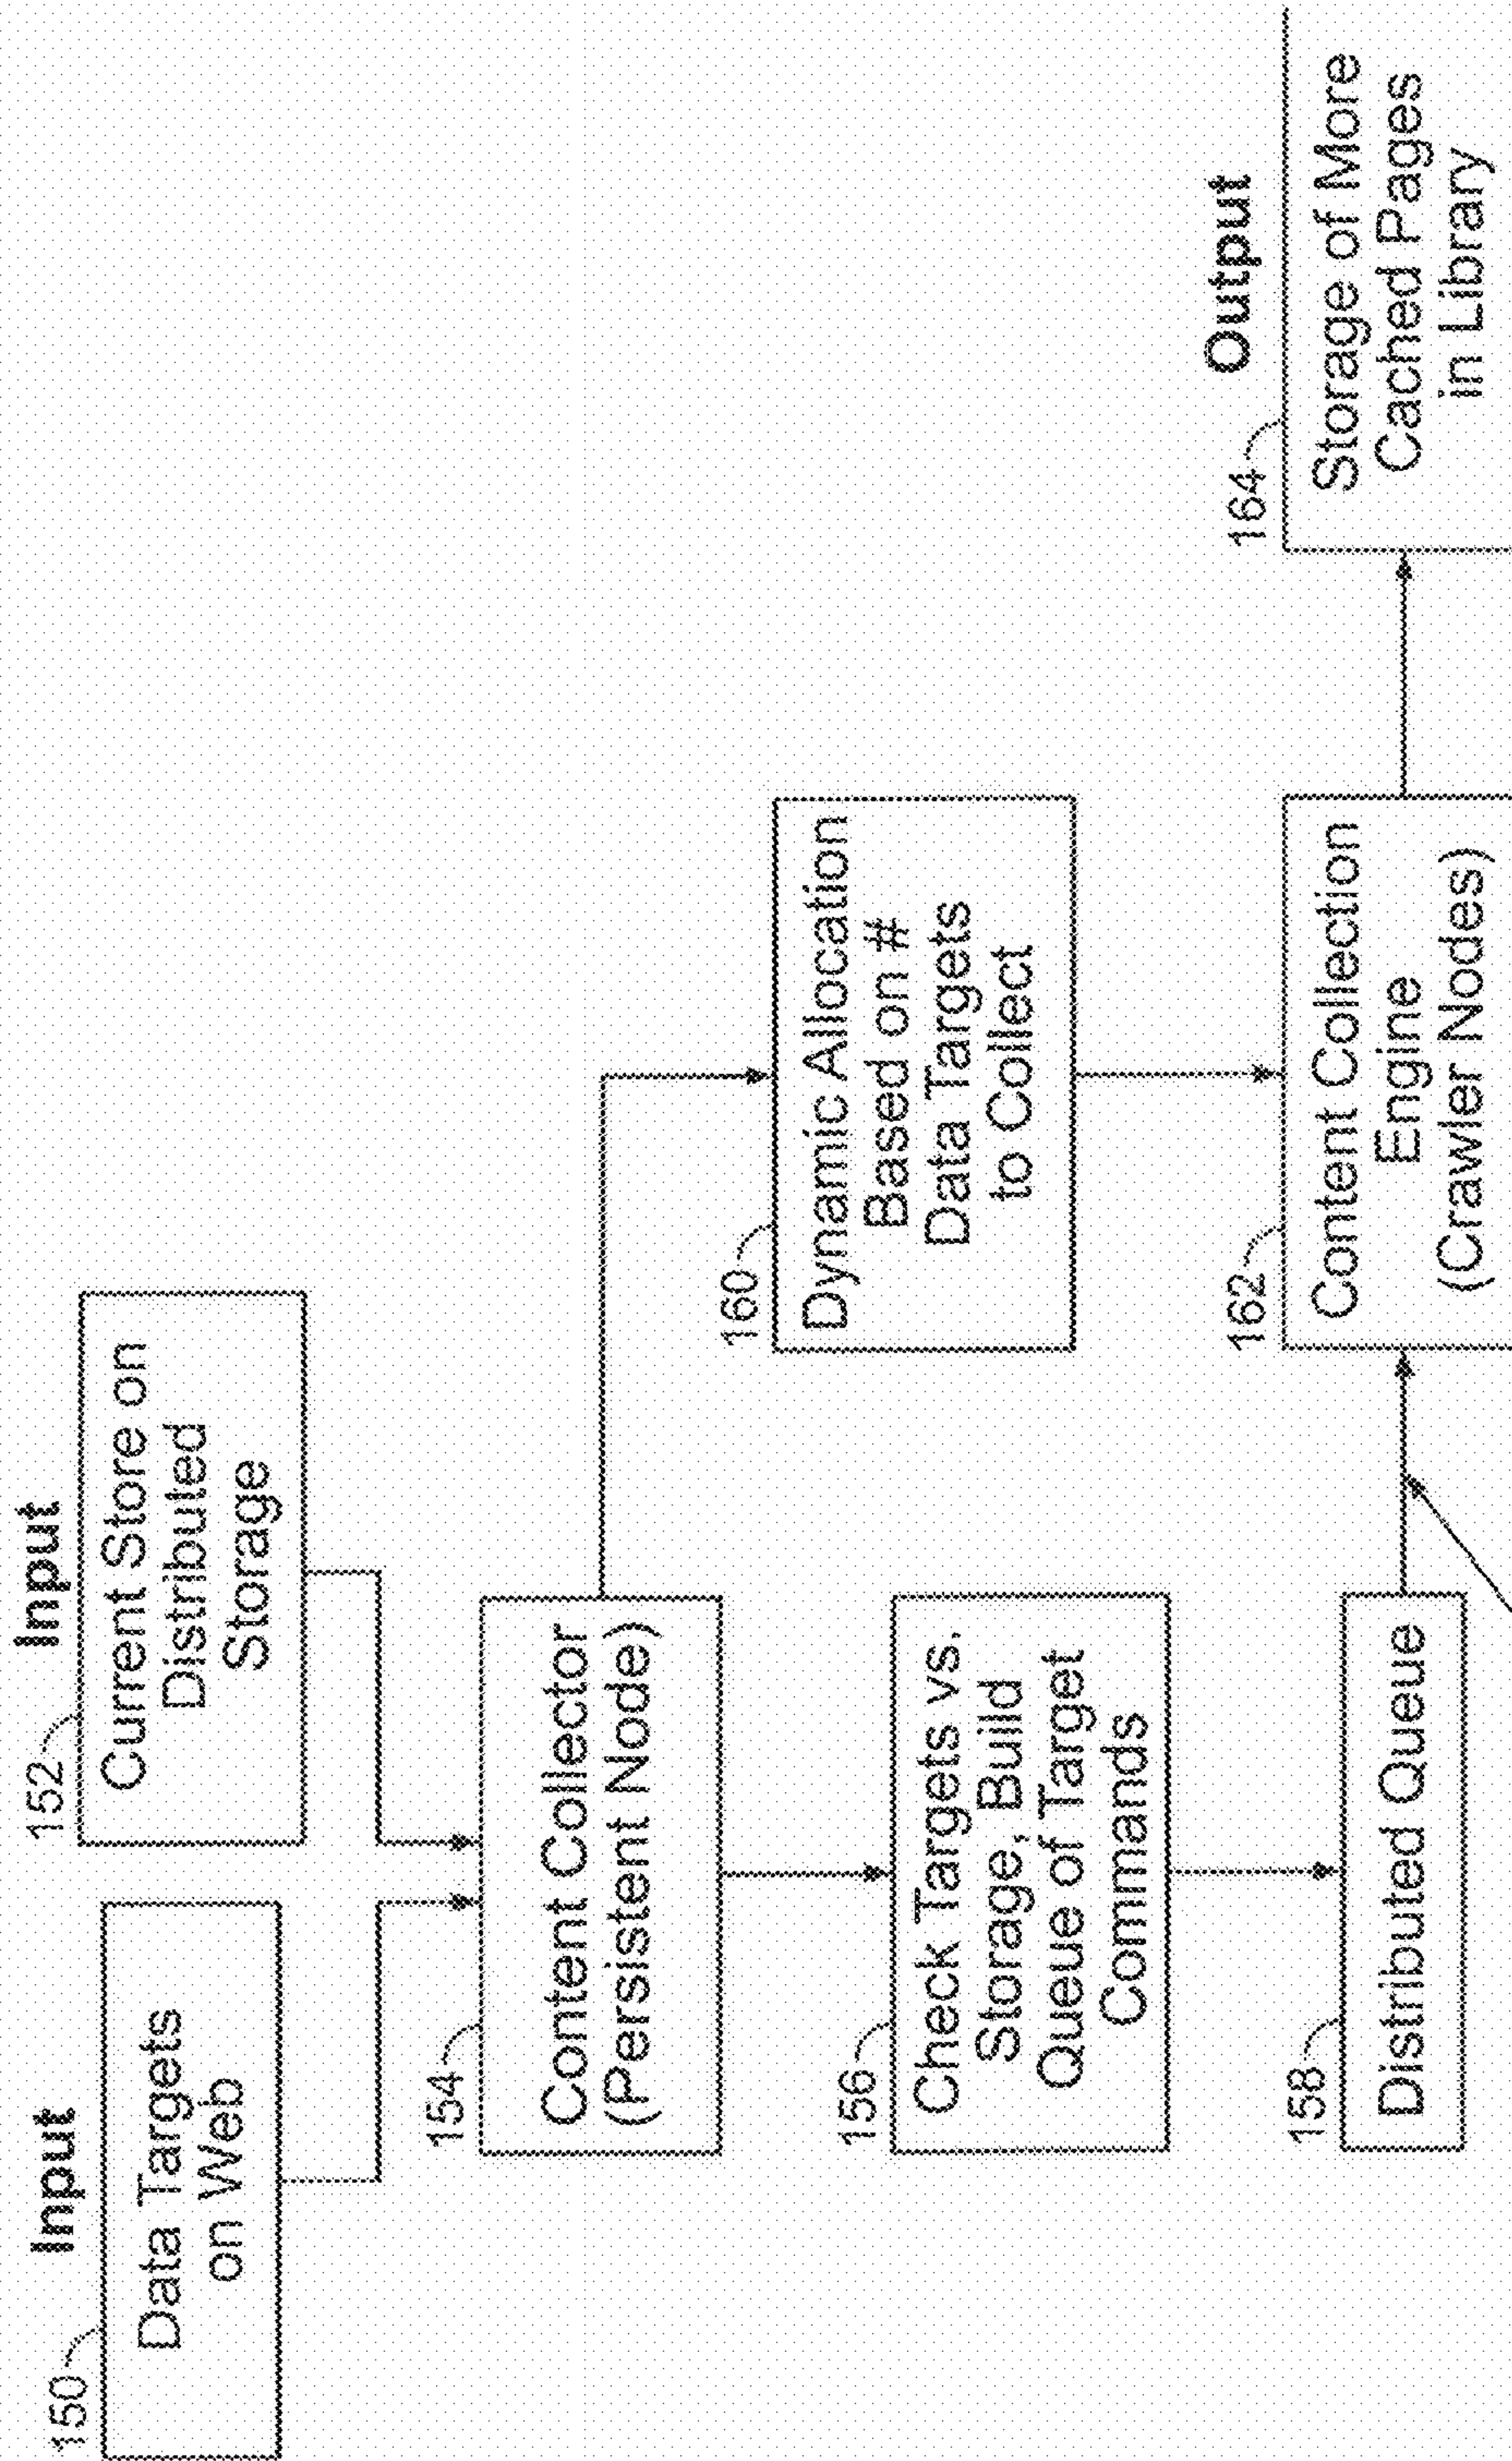 Input
150
Data Targets
on Web
Input
152
Current Store on
Distributed
Storage
154
Content Collector
(Persistent Node)
156
Check Targets vs.
Storage, Build
Queue of Target
Commands
158
Distributed Queue
160
Dynamic Allocation
Based on #
Data Targets
to Collect
162
Content Collection
Engine
(Crawler Nodes)
Output
164
Storage of More
Cached Pages
in Library